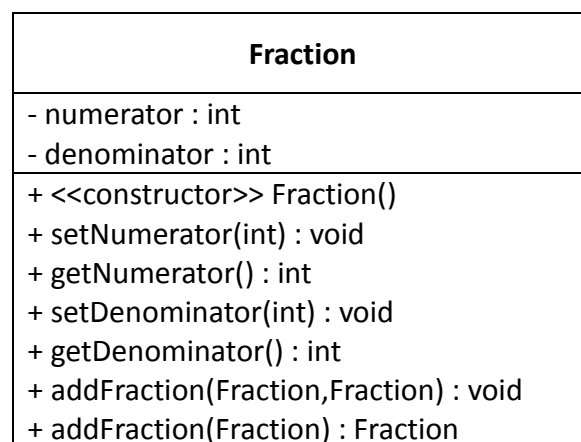 Fraction
- numerator : int
- denominator : int
+ <<constructor>> Fraction()
+ setNumerator(int) : void
+ getNumerator() : int
+ setDenominator(int) : void
+ getDenominator() : int
+ addFraction(Fraction,Fraction) : void
+ addFraction(Fraction) : Fraction